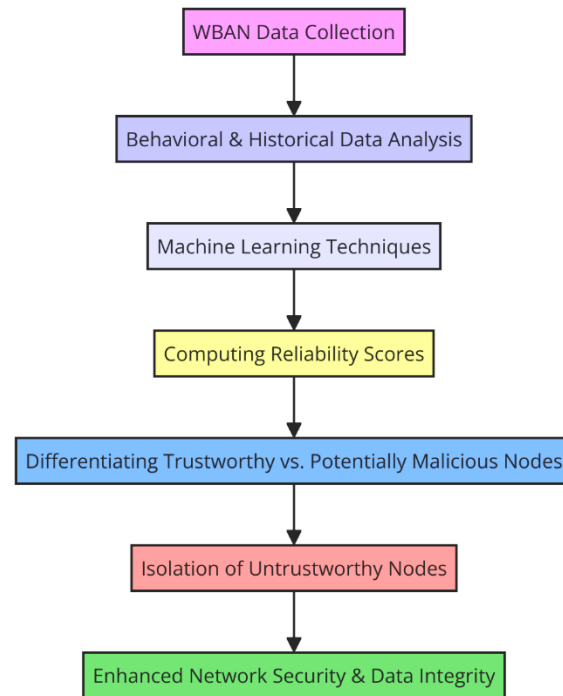 WBAN Data Collection
Behavioral & Historical Data Analysis
Machine Learning Techniques
Computing Reliability Scores
Differentiating Trustworthy vs. Potentially Malicious Nodes
Isolation of Untrustworthy Nodes
Enhanced Network Security & Data Integrity